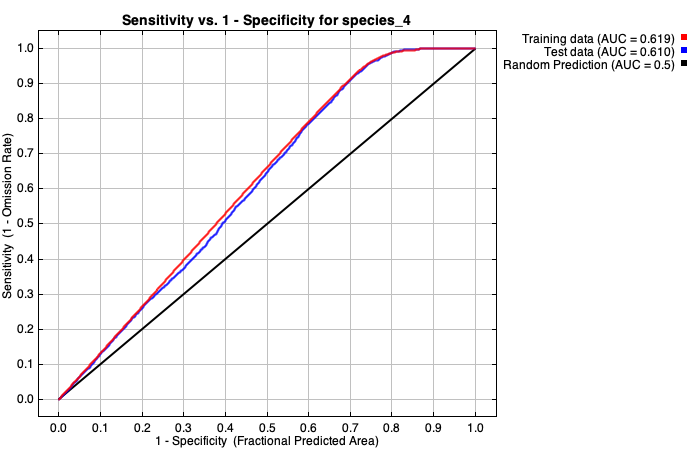 Sensitivity vs. 1 - Specificity for species_4
Training data (AUC = 0.619)
Test data (AUC = 0.610)
Random Prediction (AUC = 0.5)
Sensitivity (1 - Omission Rate)
1.0
0.9
0.8
0.7
0.6
0.5
0.4
0.3
0.2
0.1
0.0
0.0 0.1 0.2 0.3 0.4 0.5 0.6 0.7 0.8 0.9 1.0
1 - Specificity (Fractional Predicted Area)